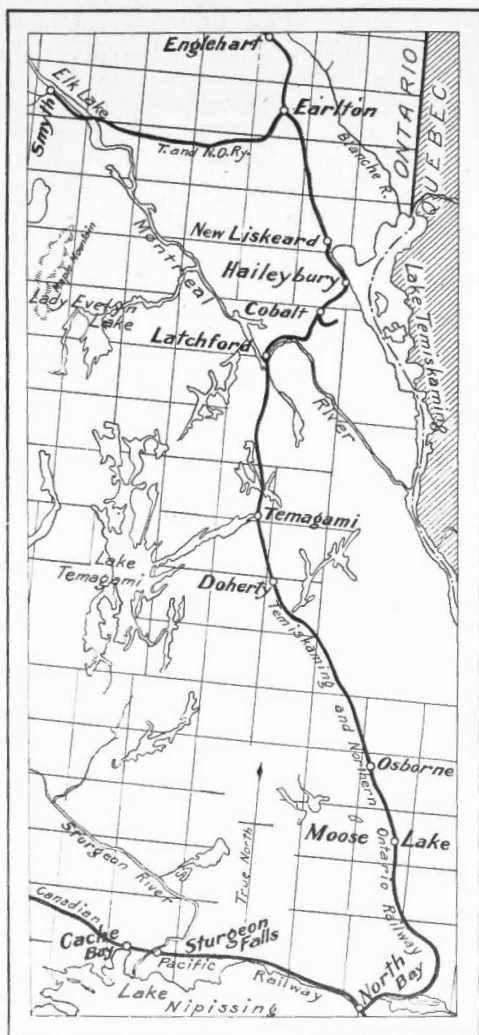 Englehart
Elk Lake
Smyth
Earlton
T. and N.O. Ry.
Blanche R.
ONTARIO
QUEBEC
New Liskeard
Haileybury
Cobalt
Montreal
River
Maple Mountain
Lady Evelyn
Lake
Latchford
Lake Temiskaming
Temagami
Lake
Temagami
Doherty
Temiskaming and Northern Ontario Railway
Osborne
Moose Lake
True North
Sturgeon River
Canadian Pacific Railway
Cache
Bay
Sturgeon
Falls
North
Bay
Lake
Nipissing